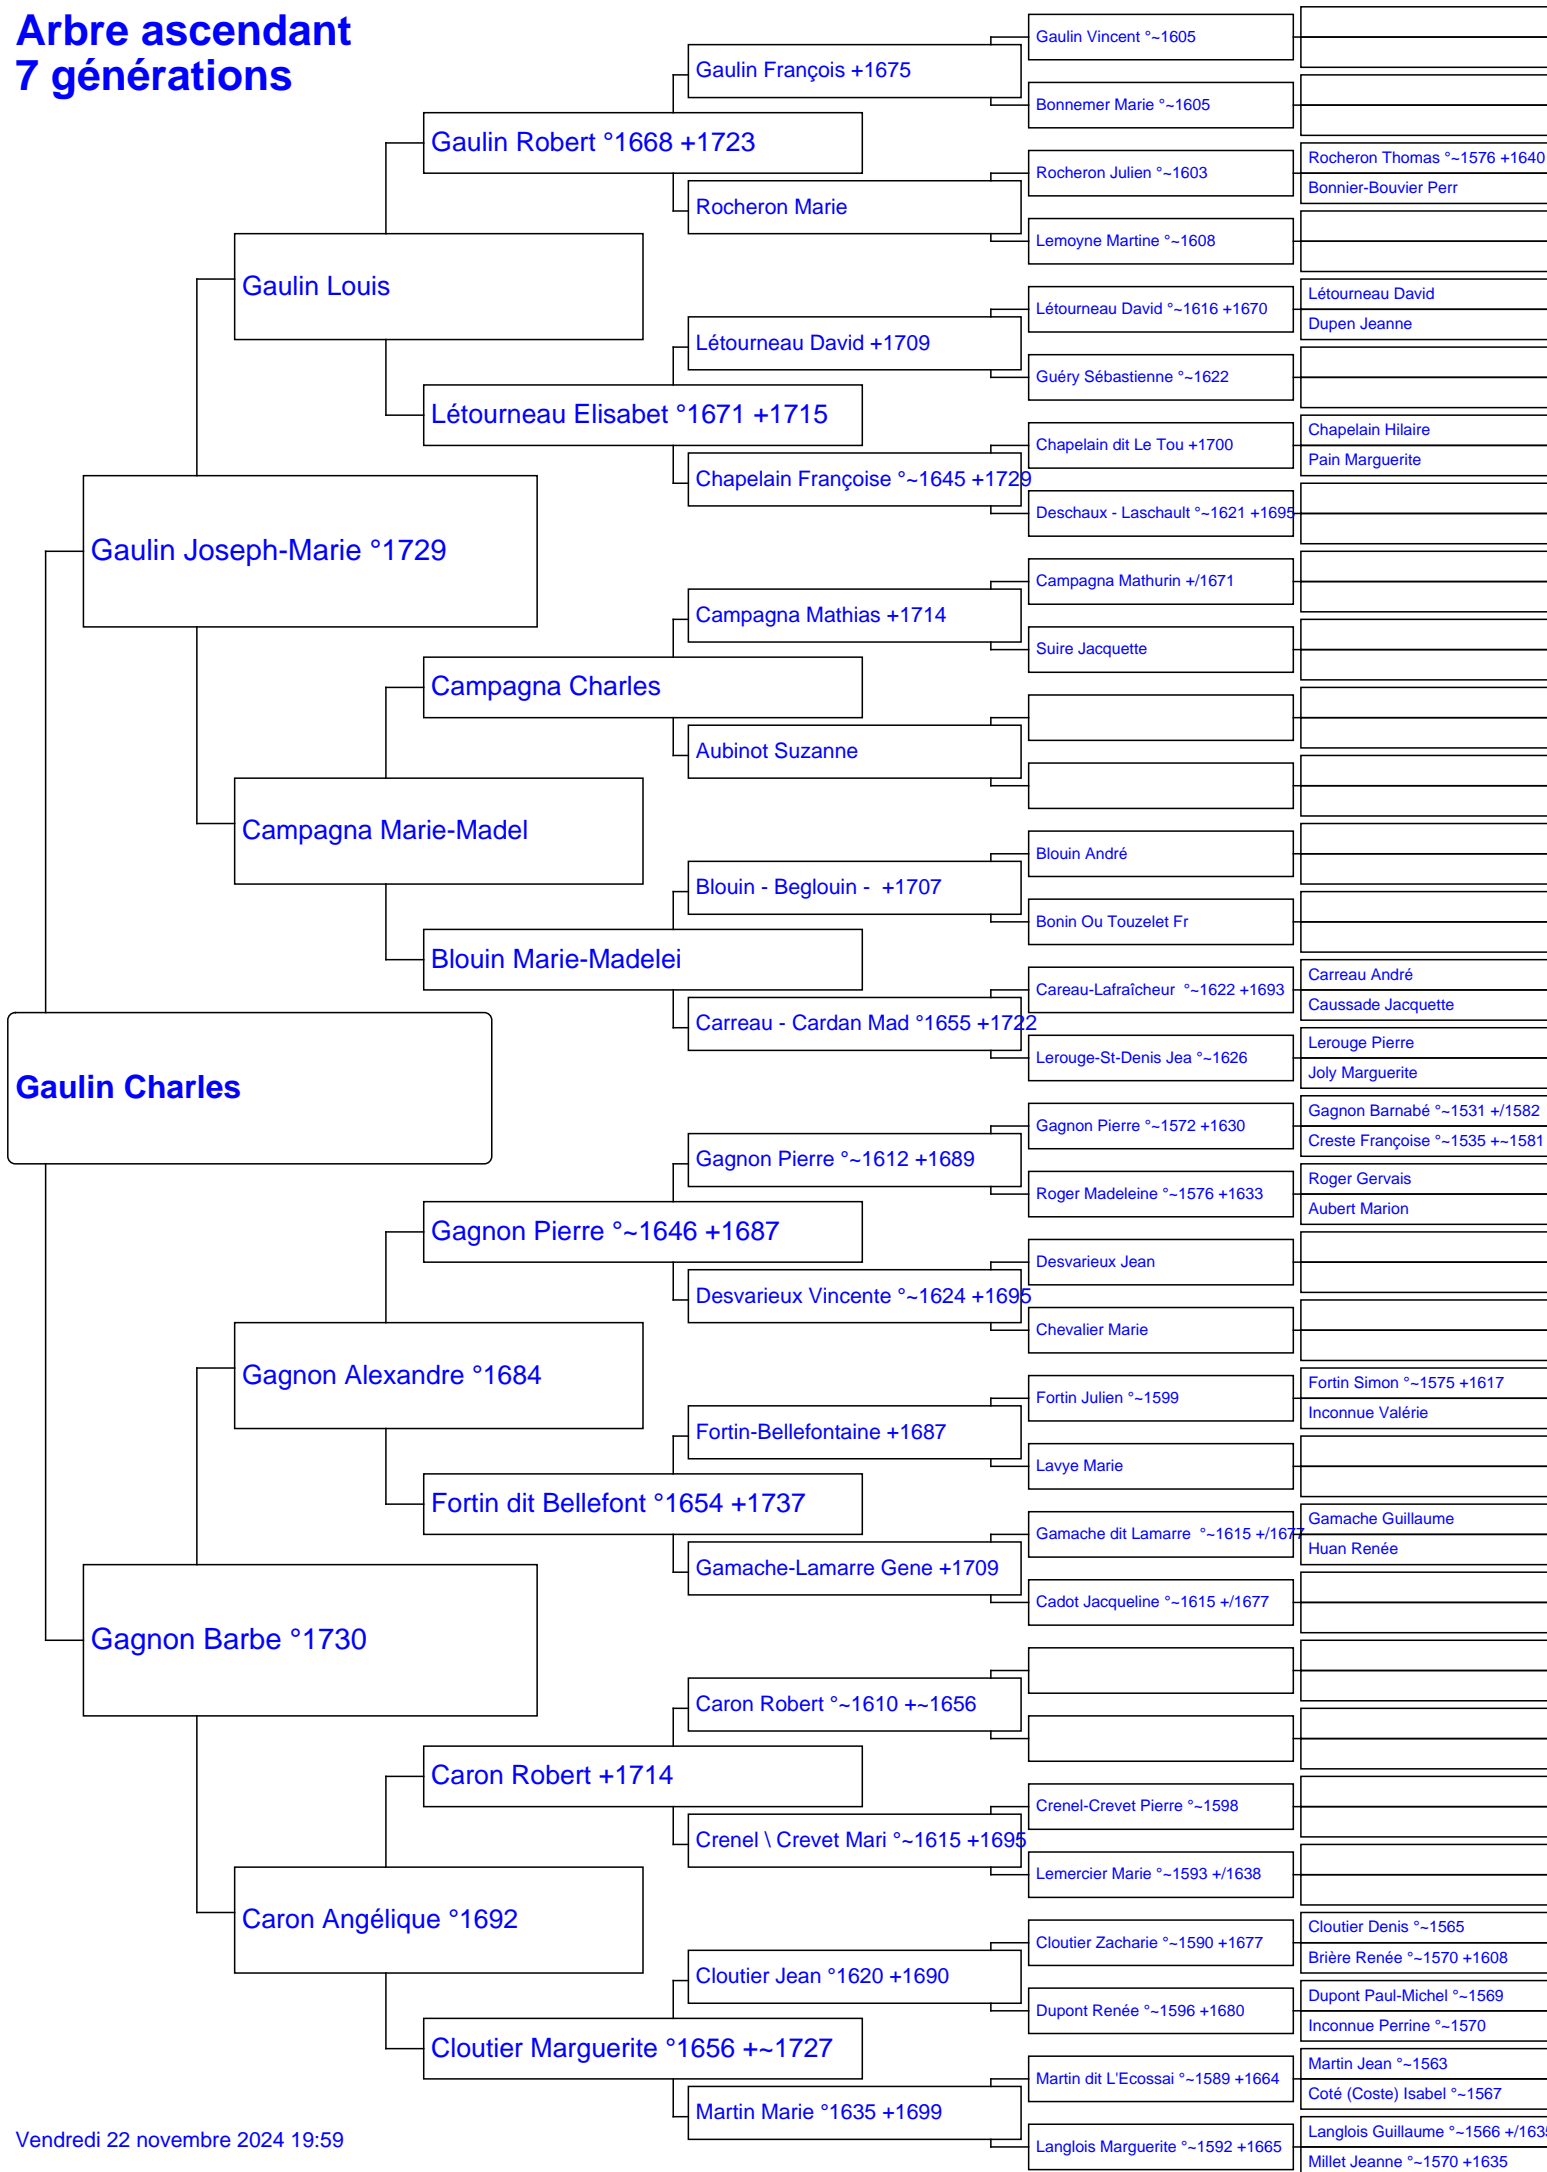 Arbre ascendant
7 générations
Gaulin Charles
Gaulin Joseph-Marie °1729
Gagnon Barbe °1730
Gaulin Louis
Campagna Marie-Madel
Gagnon Alexandre °1684
Caron Angélique °1692
Gaulin Robert °1668 +1723
Létourneau Elisabet °1671 +1715
Campagna Charles
Blouin Marie-Madelei
Gagnon Pierre °~1646 +1687
Fortin dit Bellefont °1654 +1737
Caron Robert +1714
Cloutier Marguerite °1656 +~1727
Gaulin François +1675
Rocheron Marie
Létourneau David +1709
Chapelain Françoise °~1645 +1729
Campagna Mathias +1714
Aubinot Suzanne
Blouin - Beglouin -  +1707
Carreau - Cardan Mad °1655 +1722
Gagnon Pierre °~1612 +1689
Desvarieux Vincente °~1624 +1695
Fortin-Bellefontaine +1687
Gamache-Lamarre Gene +1709
Caron Robert °~1610 +~1656
Crenel \ Crevet Mari °~1615 +1695
Cloutier Jean °1620 +1690
Martin Marie °1635 +1699
Gaulin Vincent °~1605
Bonnemer Marie °~1605
Rocheron Julien °~1603
Lemoyne Martine °~1608
Létourneau David °~1616 +1670
Guéry Sébastienne °~1622
Chapelain dit Le Tou +1700
Deschaux - Laschault °~1621 +1695
Campagna Mathurin +/1671
Suire Jacquette
Blouin André
Bonin Ou Touzelet Fr
Careau-Lafraîcheur  °~1622 +1693
Lerouge-St-Denis Jea °~1626
Gagnon Pierre °~1572 +1630
Roger Madeleine °~1576 +1633
Desvarieux Jean
Chevalier Marie
Fortin Julien °~1599
Lavye Marie
Gamache dit Lamarre  °~1615 +/1677
Cadot Jacqueline °~1615 +/1677
Crenel-Crevet Pierre °~1598
Lemercier Marie °~1593 +/1638
Cloutier Zacharie °~1590 +1677
Dupont Renée °~1596 +1680
Martin dit L'Ecossai °~1589 +1664
Langlois Marguerite °~1592 +1665
Rocheron Thomas °~1576 +1640
Bonnier-Bouvier Perr
Létourneau David
Dupen Jeanne
Chapelain Hilaire
Pain Marguerite
Carreau André
Caussade Jacquette
Lerouge Pierre
Joly Marguerite
Gagnon Barnabé °~1531 +/1582
Creste Françoise °~1535 +~1581
Roger Gervais
Aubert Marion
Fortin Simon °~1575 +1617
Inconnue Valérie
Gamache Guillaume
Huan Renée
Cloutier Denis °~1565
Brière Renée °~1570 +1608
Dupont Paul-Michel °~1569
Inconnue Perrine °~1570
Martin Jean °~1563
Coté (Coste) Isabel °~1567
Langlois Guillaume °~1566 +/1635
Millet Jeanne °~1570 +1635
Vendredi 22 novembre 2024 19:59